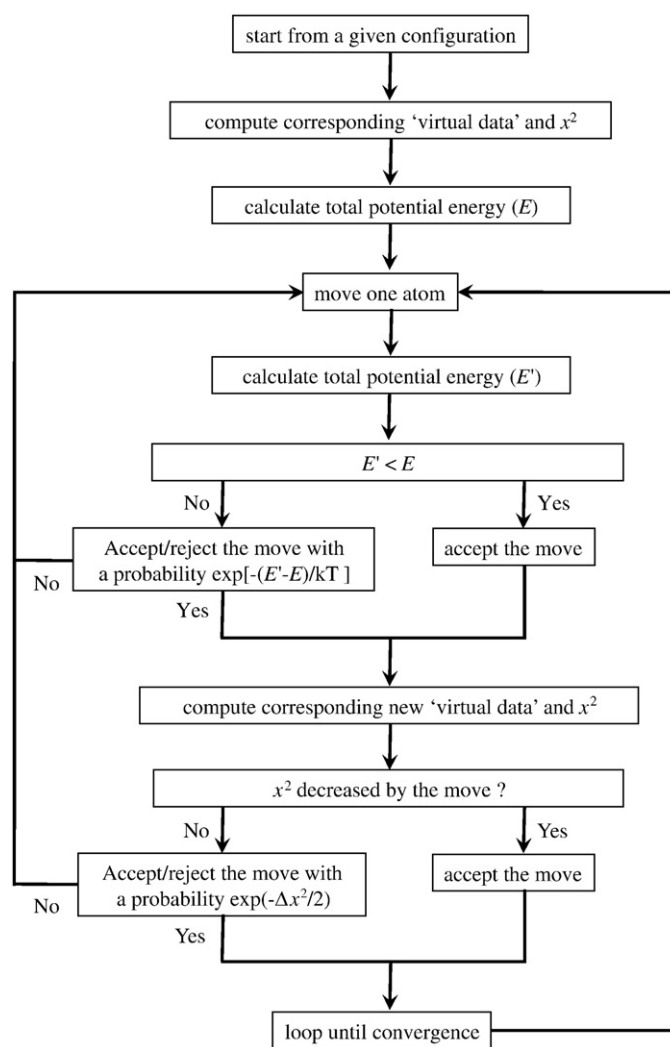 start from a given configuration
compute corresponding ‘virtual data’ and x²
calculate total potential energy (E)
move one atom
calculate total potential energy (E')
E' < E
No
Yes
Accept/reject the move with
a probability exp[-(E'-E)/kT ]
accept the move
No
Yes
compute corresponding new ‘virtual data’ and x²
x² decreased by the move ?
No
Yes
Accept/reject the move with
a probability exp(-Δx²/2)
accept the move
No
Yes
loop until convergence